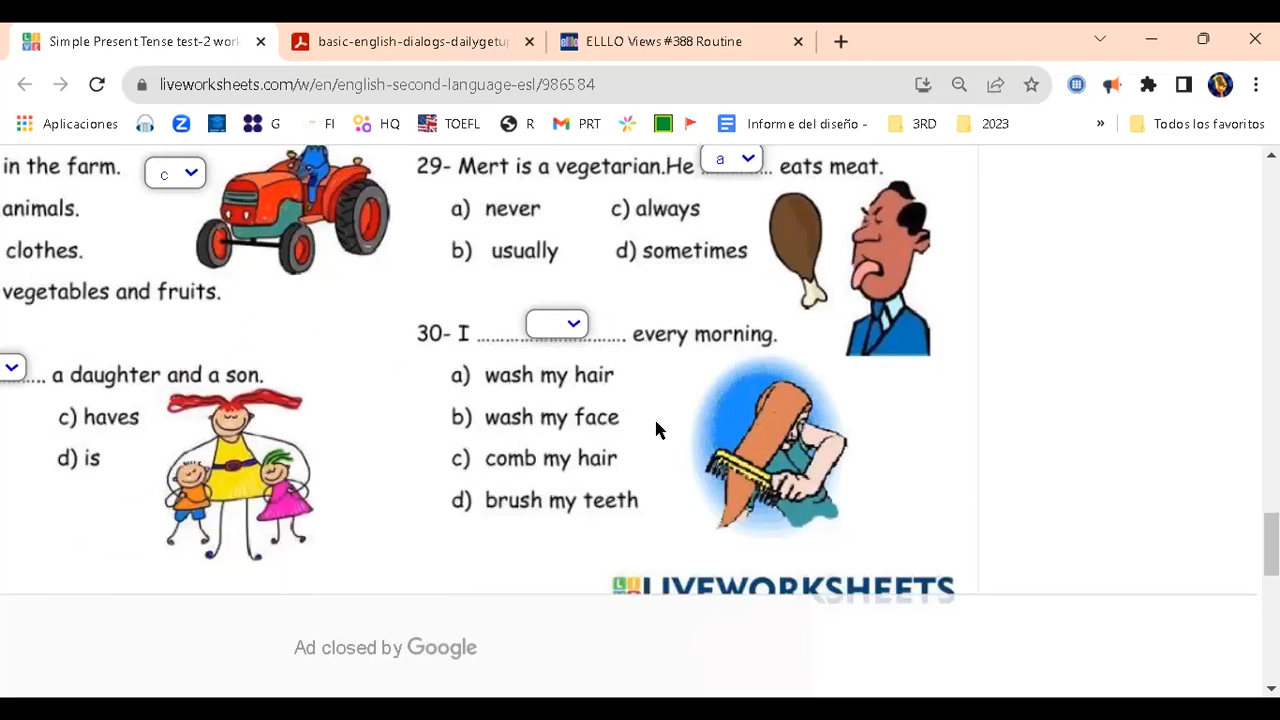 Simple Present Tense test-2 work
basic-english-dialogs-dailygetup
elllo ELLLO Views #388 Routine
liveworksheets.com/w/en/english-second-language-esl/986584
Aplicaciones G FI HQ TOEFL R PRT Informe del diseño - 3RD 2023 » Todos los favoritos
in the farm. c
animals.
clothes.
vegetables and fruits.
.... a daughter and a son.
c) haves
d) is
29- Mert is a vegetarian.He a ... eats meat.
a) never c) always
b) usually d) sometimes
30- I ............................ every morning.
a) wash my hair
b) wash my face
c) comb my hair
d) brush my teeth
LIVEWORKSHEETS
Ad closed by Google